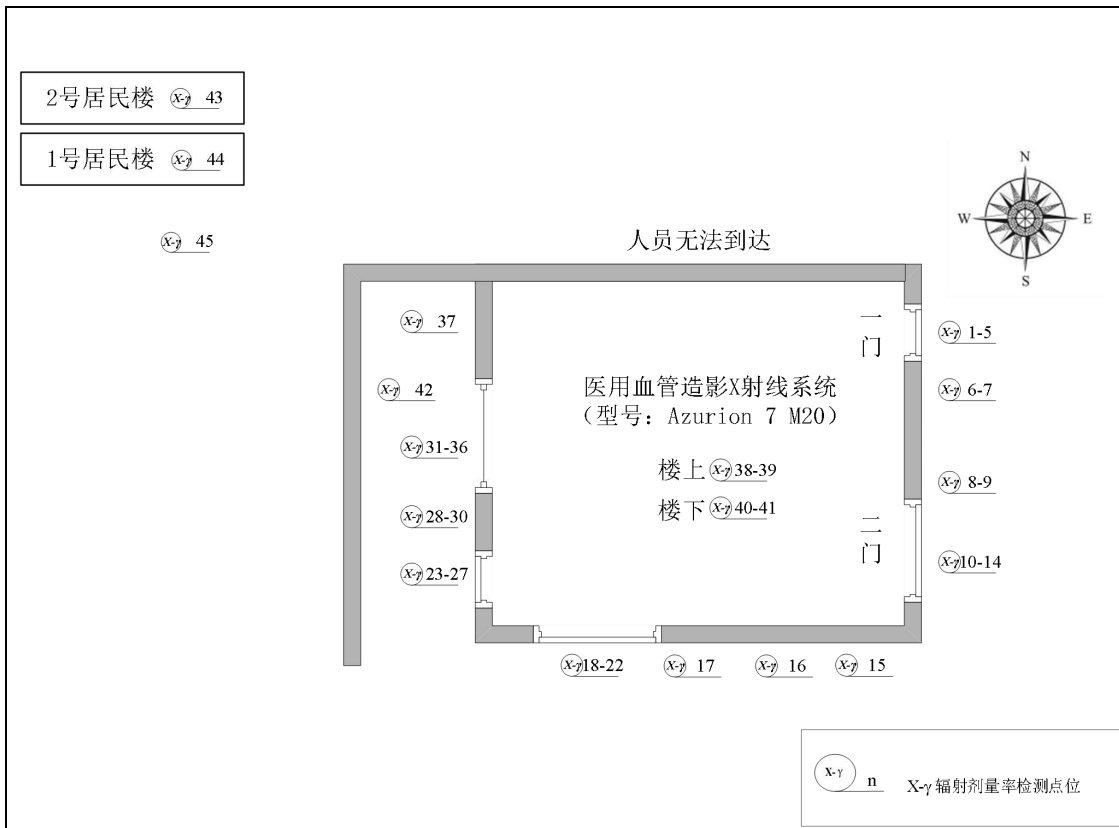 2号居民楼 X-γ 43
1号居民楼 X-γ 44
X-γ 45
N
W
E
S
人员无法到达
X-γ 37
一门
X-γ 1-5
X-γ 42
医用血管造影X射线系统
(型号：Azurion 7 M20)
X-γ 6-7
X-γ 31-36
楼上 X-γ 38-39
X-γ 8-9
楼下 X-γ 40-41
X-γ 28-30
二门
X-γ 23-27
X-γ 10-14
X-γ 18-22
X-γ 17
X-γ 16
X-γ 15
X-γ n X-γ辐射剂量率检测点位